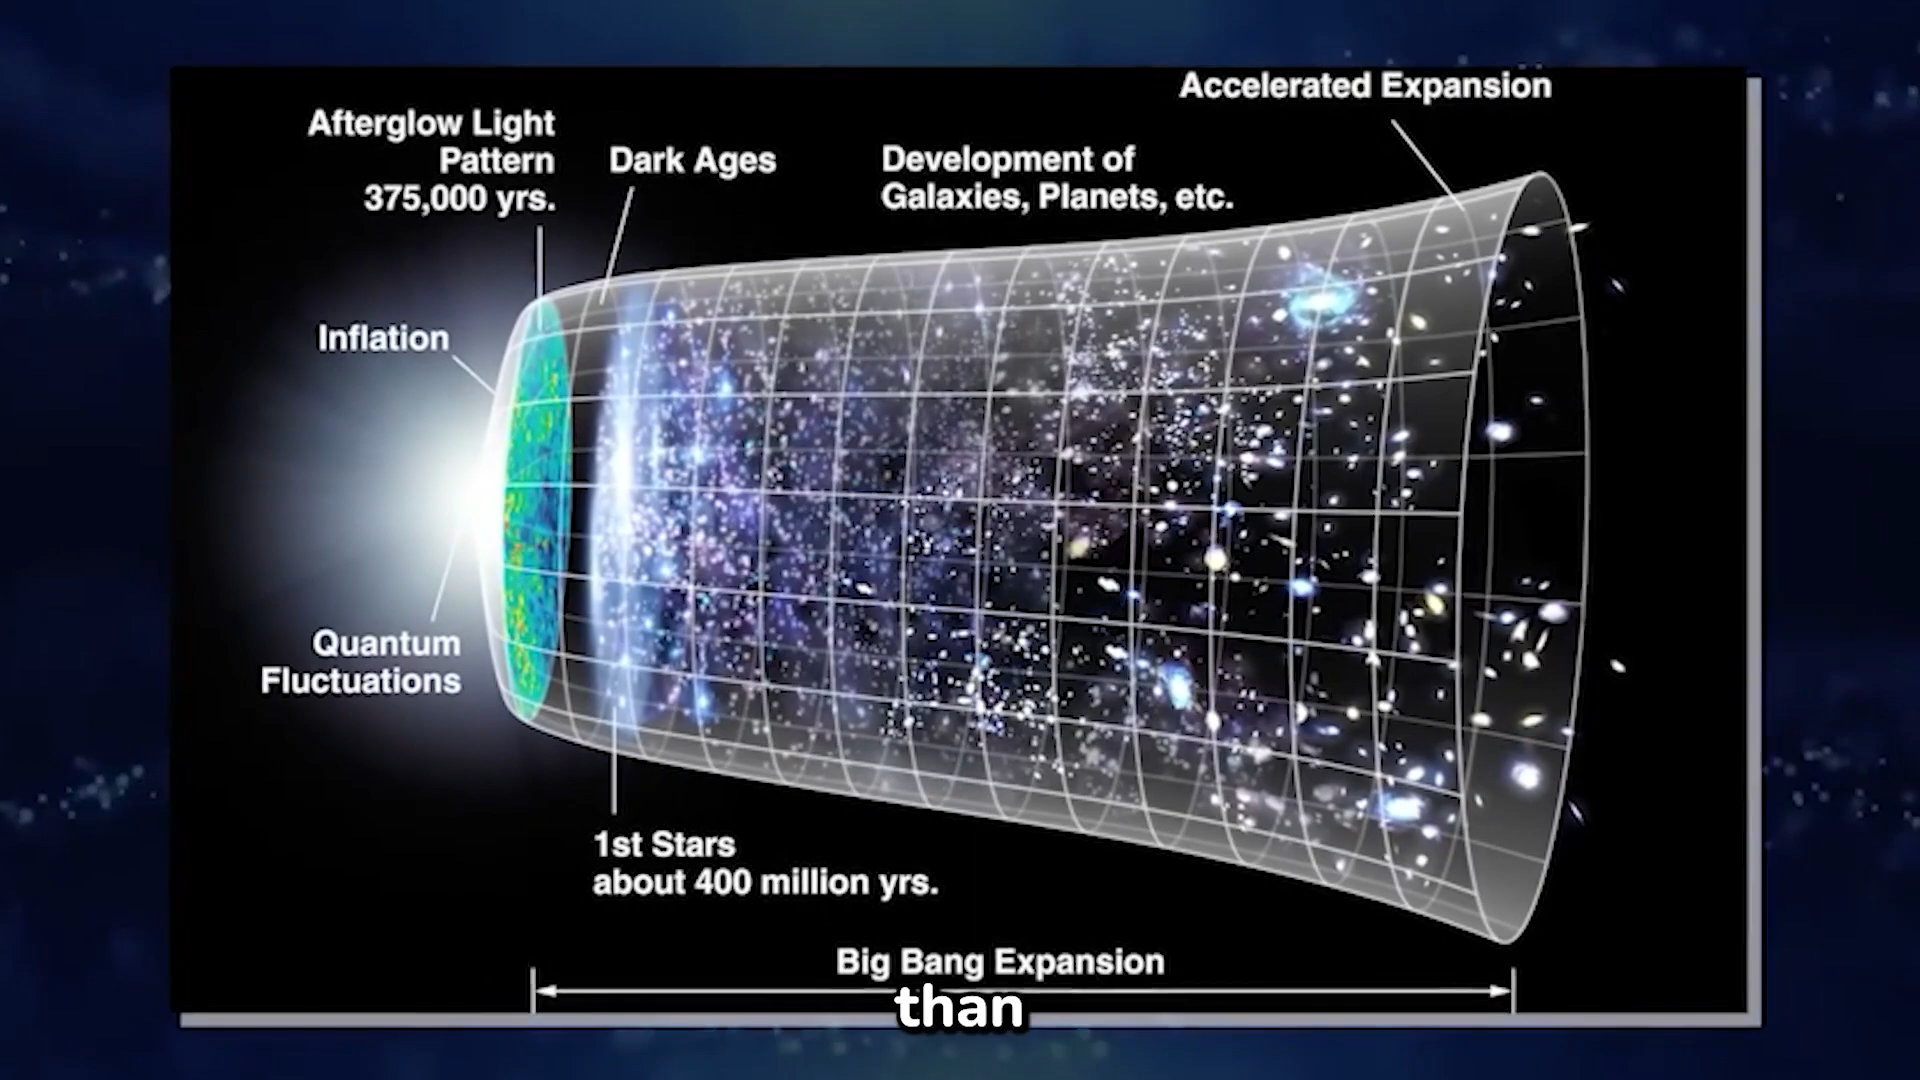 Accelerated Expansion
Afterglow Light
Pattern
375,000 yrs.
Dark Ages
Development of
Galaxies, Planets, etc.
Inflation
Quantum
Fluctuations
1st Stars
about 400 million yrs.
Big Bang Expansion
than